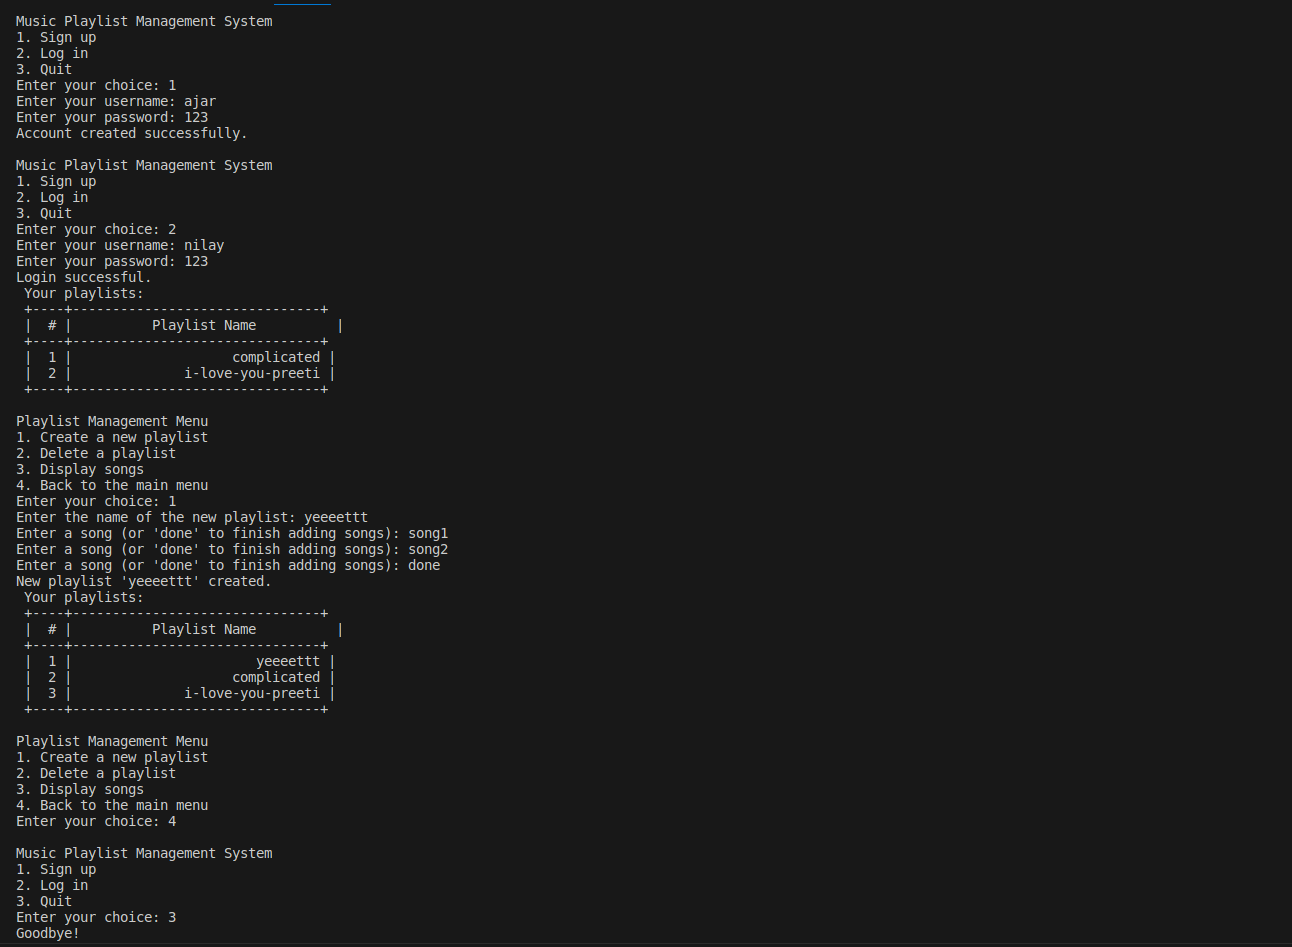 Music Playlist Management System
1. Sign up
2. Log in
3. Quit
Enter your choice: 1
Enter your username: ajar
Enter your password: 123
Account created successfully.

Music Playlist Management System
1. Sign up
2. Log in
3. Quit
Enter your choice: 2
Enter your username: nilay
Enter your password: 123
Login successful.
 Your playlists:
 +----+-------------------------------+
 |  # |          Playlist Name          |
 +----+-------------------------------+
 |  1 |                    complicated |
 |  2 |              i-love-you-preeti |
 +----+-------------------------------+

Playlist Management Menu
1. Create a new playlist
2. Delete a playlist
3. Display songs
4. Back to the main menu
Enter your choice: 1
Enter the name of the new playlist: yeeeettt
Enter a song (or 'done' to finish adding songs): song1
Enter a song (or 'done' to finish adding songs): song2
Enter a song (or 'done' to finish adding songs): done
New playlist 'yeeeettt' created.
 Your playlists:
 +----+-------------------------------+
 |  # |          Playlist Name          |
 +----+-------------------------------+
 |  1 |                       yeeeettt |
 |  2 |                    complicated |
 |  3 |              i-love-you-preeti |
 +----+-------------------------------+

Playlist Management Menu
1. Create a new playlist
2. Delete a playlist
3. Display songs
4. Back to the main menu
Enter your choice: 4

Music Playlist Management System
1. Sign up
2. Log in
3. Quit
Enter your choice: 3
Goodbye!